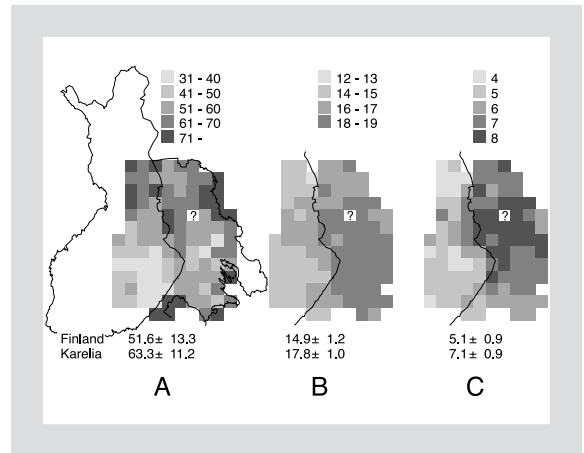 31 - 40
41 - 50
51 - 60
61 - 70
71 -
12 - 13
14 - 15
16 - 17
18 - 19
4
5
6
7
8
?
?
?
Finland 51.6± 13.3 14.9± 1.2 5.1± 0.9
Karelia 63.3± 11.2 17.8± 1.0 7.1± 0.9
A B C